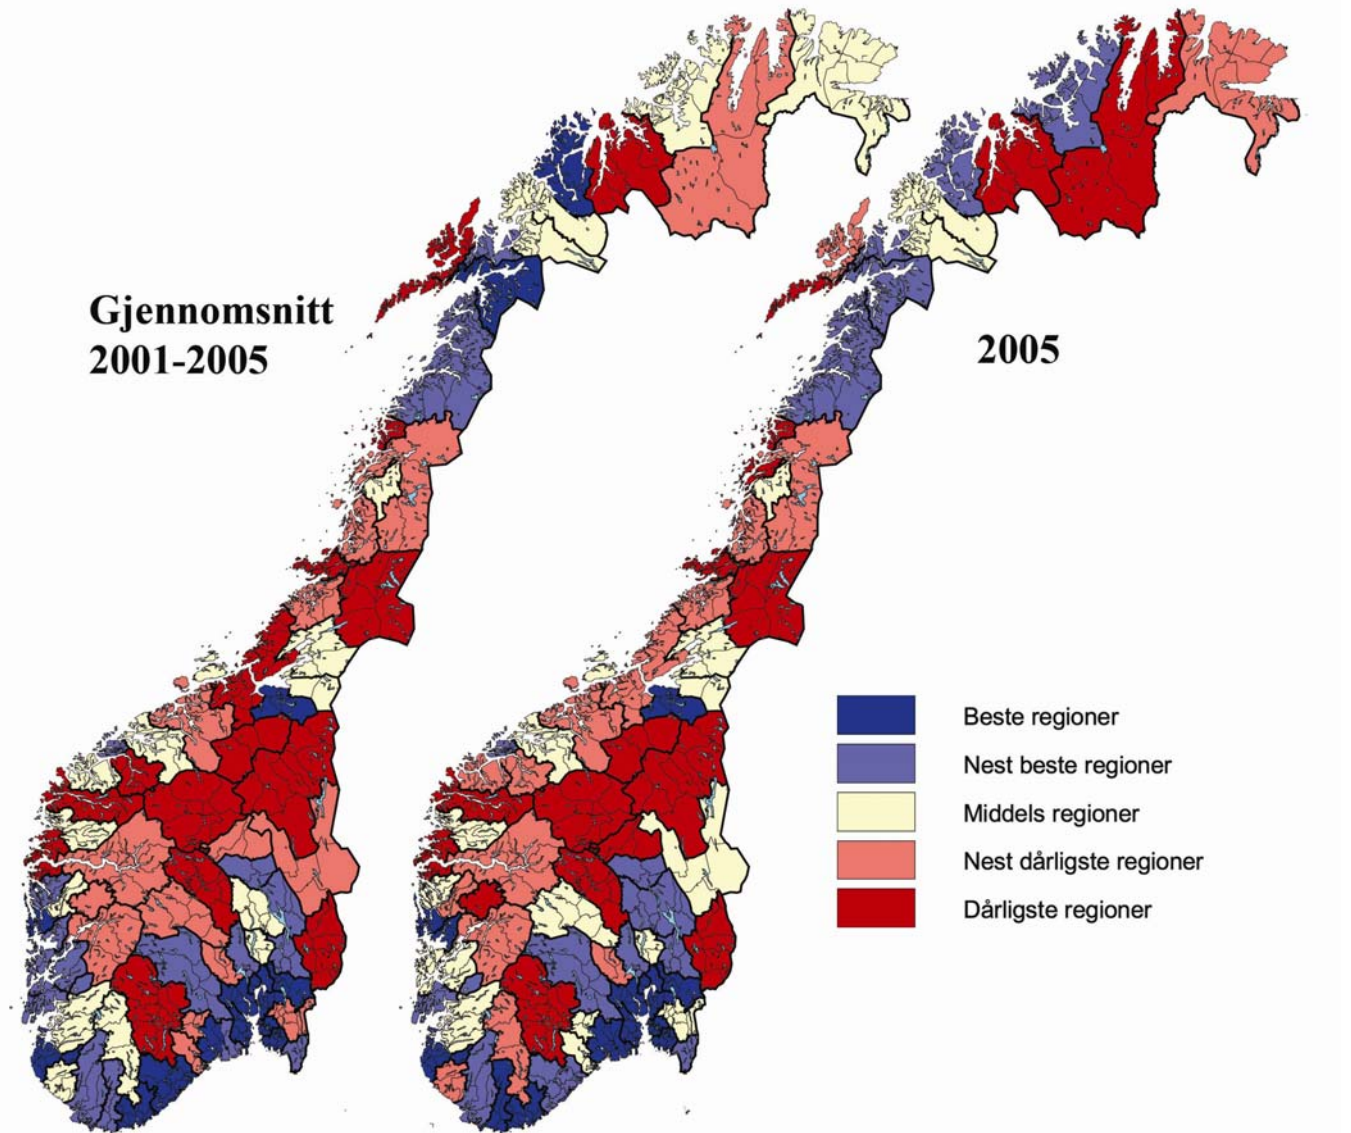 Gjennomsnitt
2001-2005
2005
Beste regioner
Nest beste regioner
Middels regioner
Nest dårligste regioner
Dårligste regioner